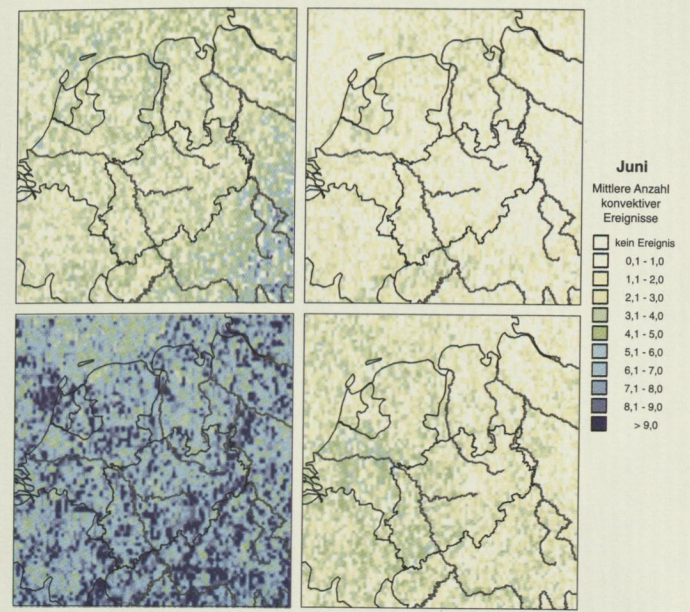 Juni
Mittlere Anzahl
konvektiver
Ereignisse
kein Ereignis
0,1 - 1,0
1,1 - 2,0
2,1 - 3,0
3,1 - 4,0
4,1 - 5,0
5,1 - 6,0
6,1 - 7,0
7,1 - 8,0
8,1 - 9,0
> 9,0